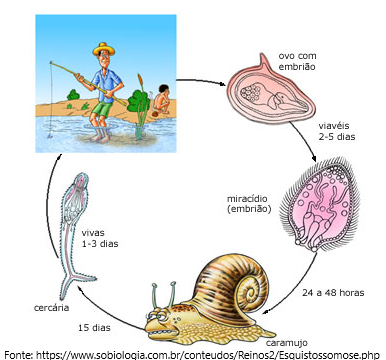 ovo com
embrião
viavéis
2-5 dias
miracídio
(embrião)
24 a 48 horas
caramujo
15 dias
cercária
vivas
1-3 dias
Fonte: https://www.sobiologia.com.br/conteudos/Reinos2/Esquistossomose.php